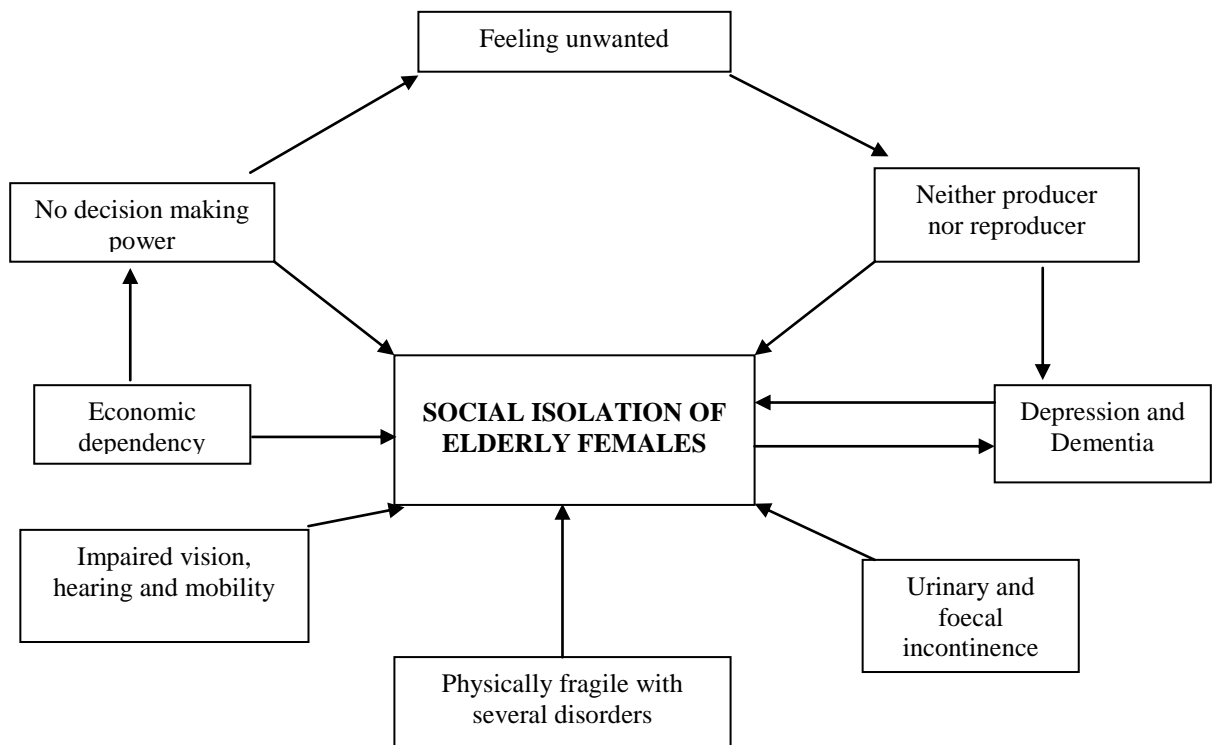 Feeling unwanted
No decision making
power
Neither producer
nor reproducer
Economic
dependency
SOCIAL ISOLATION OF
ELDERLY FEMALES
Depression and
Dementia
Impaired vision,
hearing and mobility
Urinary and
foecal
incontinence
Physically fragile with
several disorders